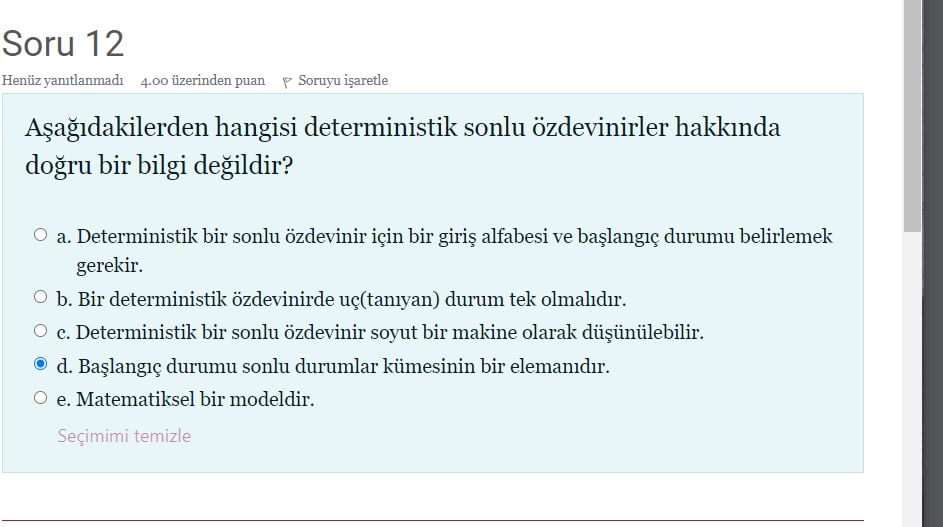 Soru 12
Henüz yanıtlanmadı 4.00 üzerinden puan Soruyu işaretle
Aşağıdakilerden hangisi deterministik sonlu özdevinirler hakkında
doğru bir bilgi değildir?
a. Deterministik bir sonlu özdevinir için bir giriş alfabesi ve başlangıç durumu belirlemek
gerekir.
b. Bir deterministik özdevinirde uç(tanıyan) durum tek olmalıdır.
c. Deterministik bir sonlu özdevinir soyut bir makine olarak düşünülebilir.
d. Başlangıç durumu sonlu durumlar kümesinin bir elemanıdır.
e. Matematiksel bir modeldir.
Seçimimi temizle